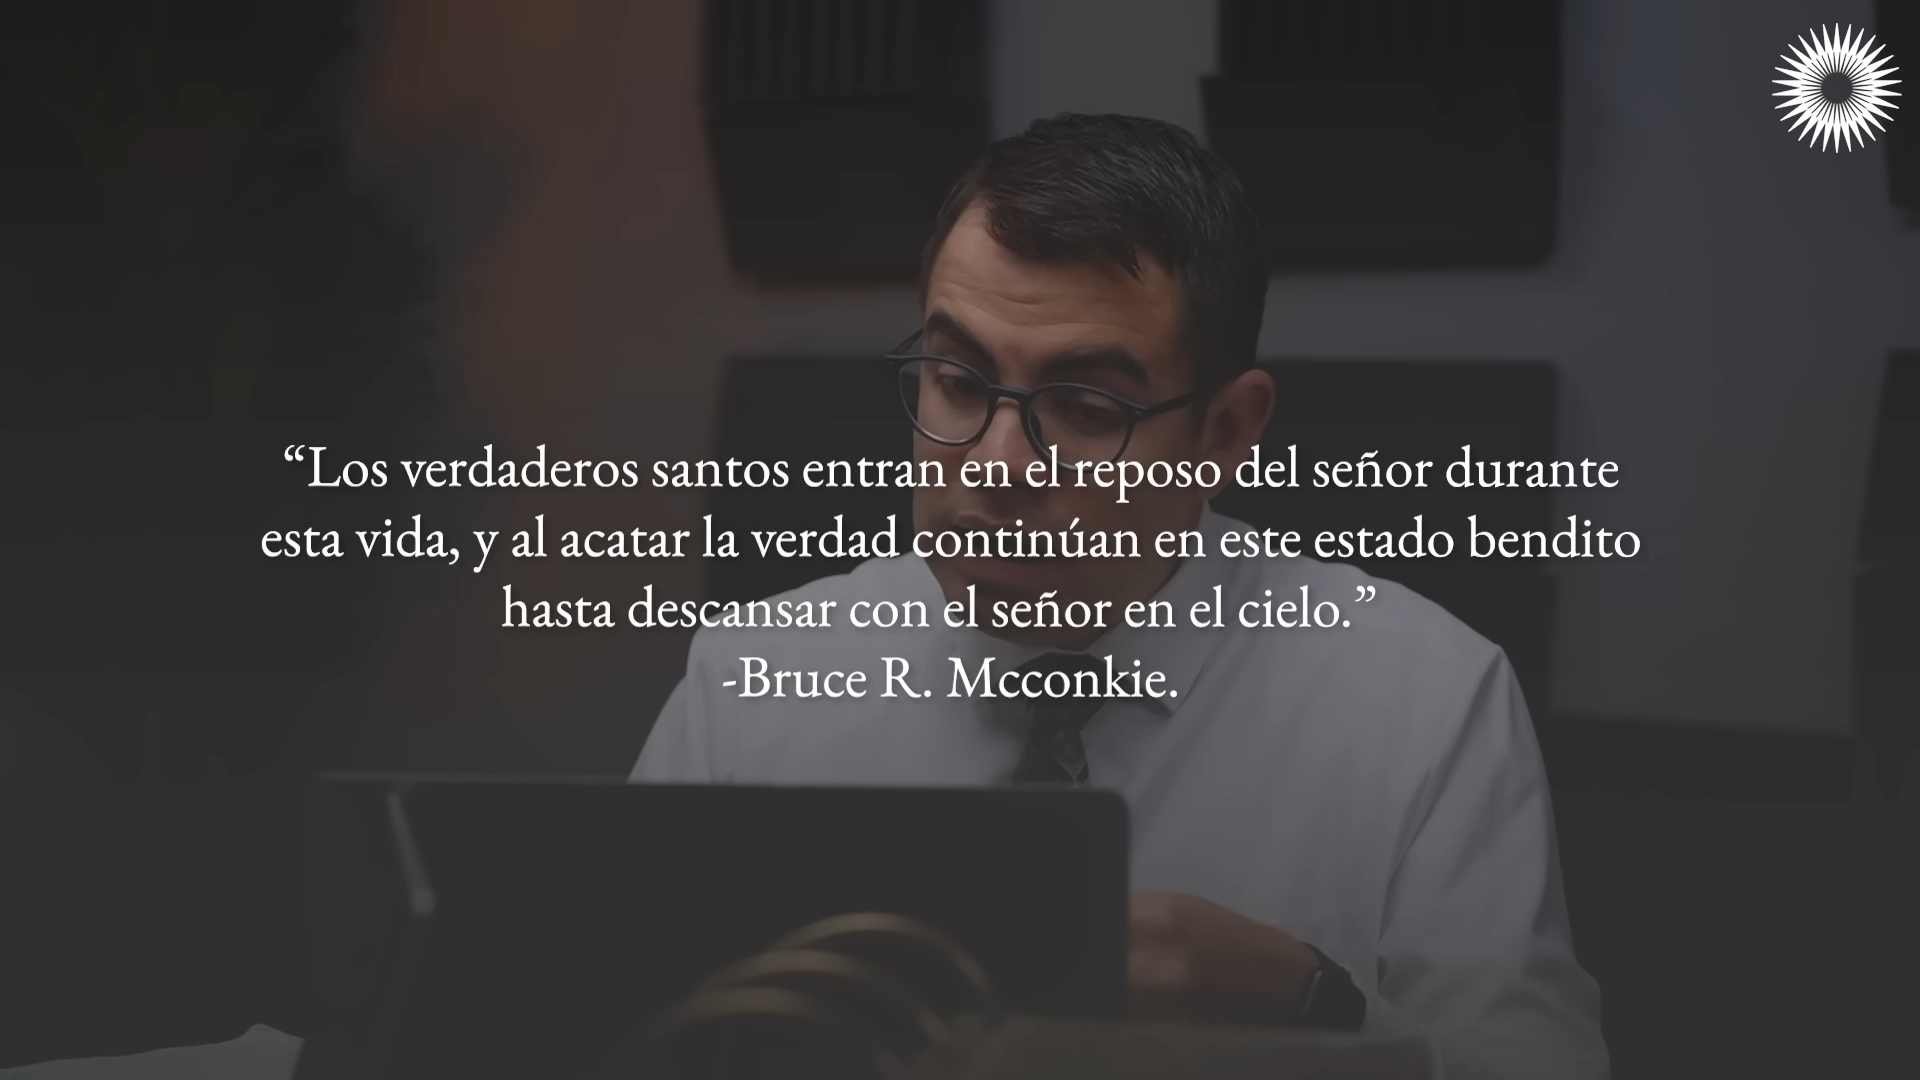 “Los verdaderos santos entran en el reposo del señor durante
esta vida, y al acatar la verdad continúan en este estado bendito
hasta descansar con el señor en el cielo.”
-Bruce R. Mcconkie.